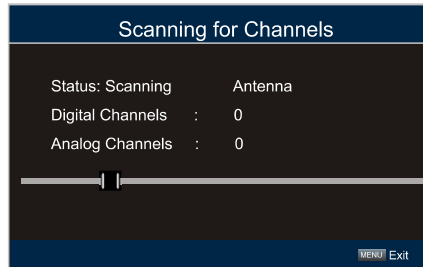 Scanning for Channels
Status: Scanning Antenna
Digital Channels : 0
Analog Channels : 0
MENU Exit